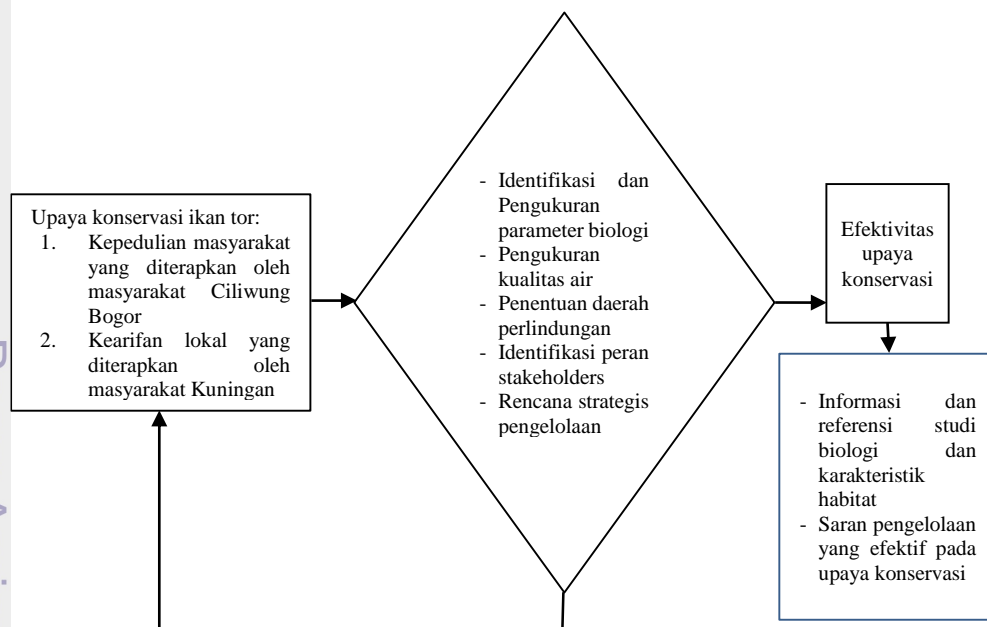 Upaya konservasi ikan tor:
1. Kepedulian masyarakat
yang diterapkan oleh
masyarakat Ciliwung
Bogor
2. Kearifan lokal yang
diterapkan oleh
masyarakat Kuningan
- Identifikasi dan
Pengukuran
parameter biologi
- Pengukuran
kualitas air
- Penentuan daerah
perlindungan
- Identifikasi peran
stakeholders
- Rencana strategis
pengelolaan
Efektivitas
upaya
konservasi
- Informasi dan
referensi studi
biologi dan
karakteristik
habitat
- Saran pengelolaan
yang efektif pada
upaya konservasi